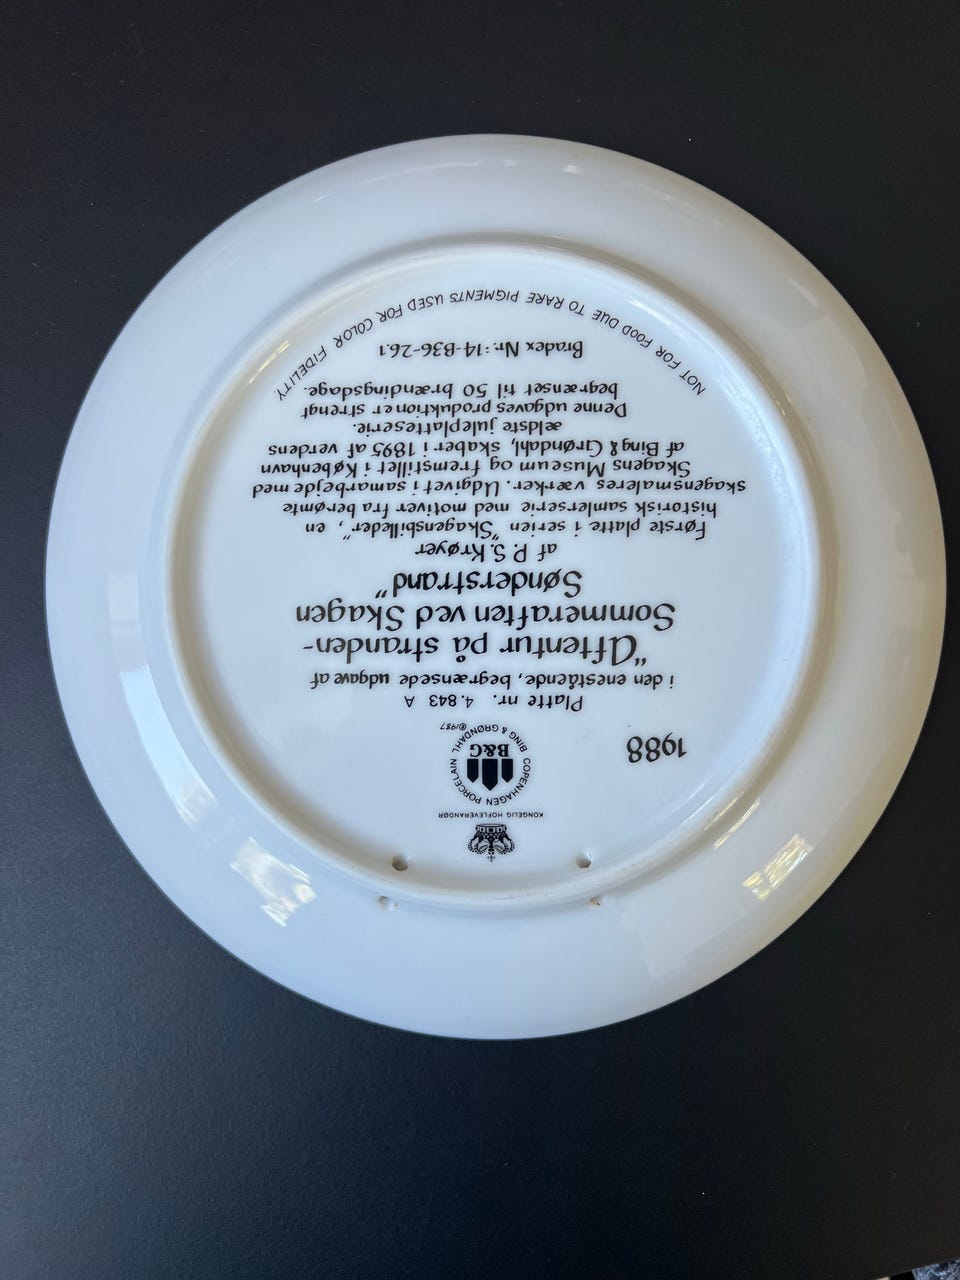 KONGELIG HOFLEVERANDØR
COPENHAGEN PORCELAIN
B&G
BING & GRØNDAHL
©1987
1988
Platte nr. 4.843 A
i den enestående, begrænsede udgave af
"Aftentur på stranden-
Sommeraften ved Skagen
Sønderstrand"
af P.S. Krøyer
Første platte i serien "Skagensbilleder", en
historisk samlerserie med motiver fra berømte
skagensmaleres værker. Udgivet i samarbejde med
Skagens Museum og fremstillet i København
af Bing & Grøndahl, skaber i 1895 af verdens
ældste juleplatteserie.
Denne udgaves produktion er strengt
begrænset til 50 brændingsdage.
Bradex Nr.: 14-B36-26.1
NOT FOR FOOD DUE TO RARE PIGMENTS USED FOR COLOR FIDELITY.